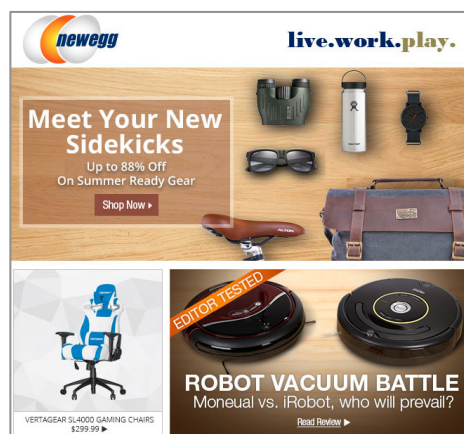 newegg
live.work.play.
Meet Your New
Sidekicks
Up to 88% Off
On Summer Ready Gear
Shop Now
ALTON
EDITOR TESTED
ROBOT VACUUM BATTLE
Moneual vs. iRobot, who will prevail?
Read Review
VERTAGEAR SL4000 GAMING CHAIRS
$299.99